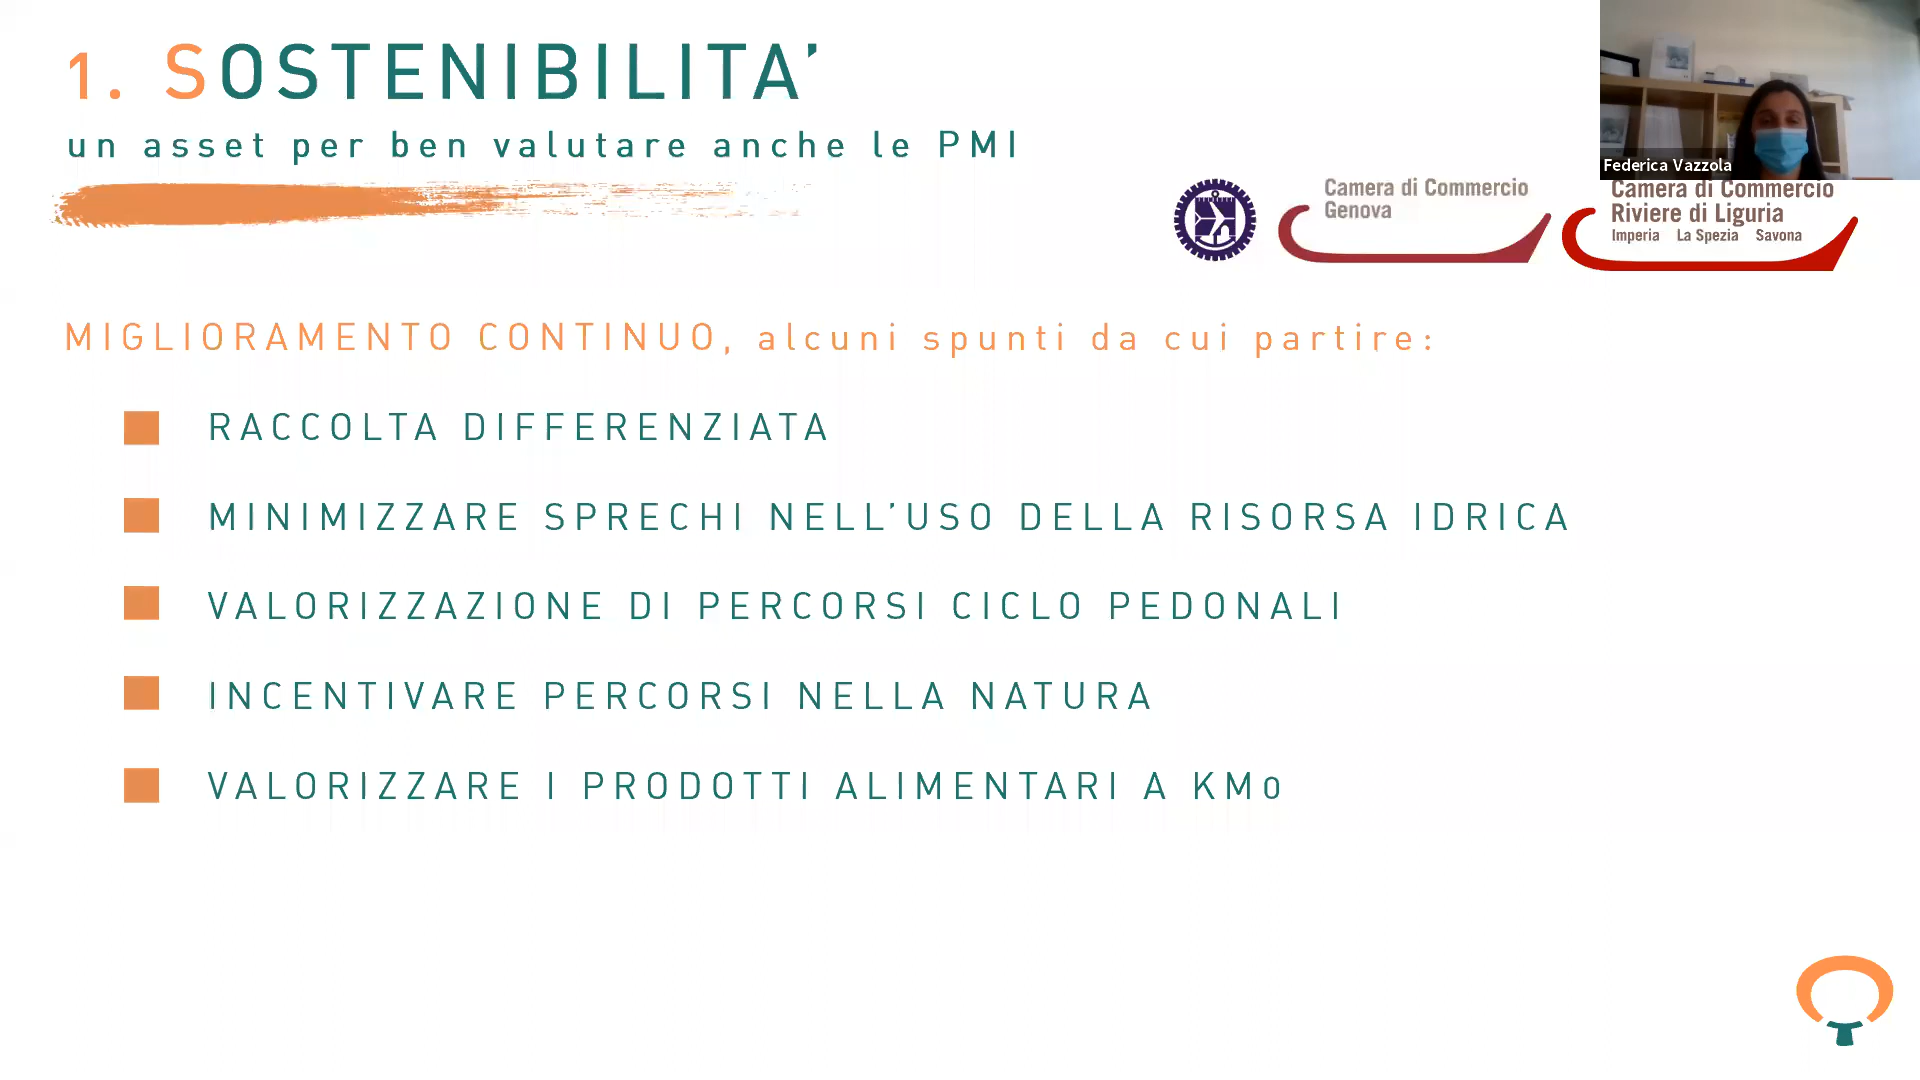 1. SOSTENIBILITA’
un asset per ben valutare anche le PMI
Federica Vazzola
Camera di Commercio
Genova
Camera di Commercio
Riviere di Liguria
Imperia La Spezia Savona
MIGLIORAMENTO CONTINUO, alcuni spunti da cui partire:
RACCOLTA DIFFERENZIATA
MINIMIZZARE SPRECHI NELL’USO DELLA RISORSA IDRICA
VALORIZZAZIONE DI PERCORSI CICLO PEDONALI
INCENTIVARE PERCORSI NELLA NATURA
VALORIZZARE I PRODOTTI ALIMENTARI A KM0